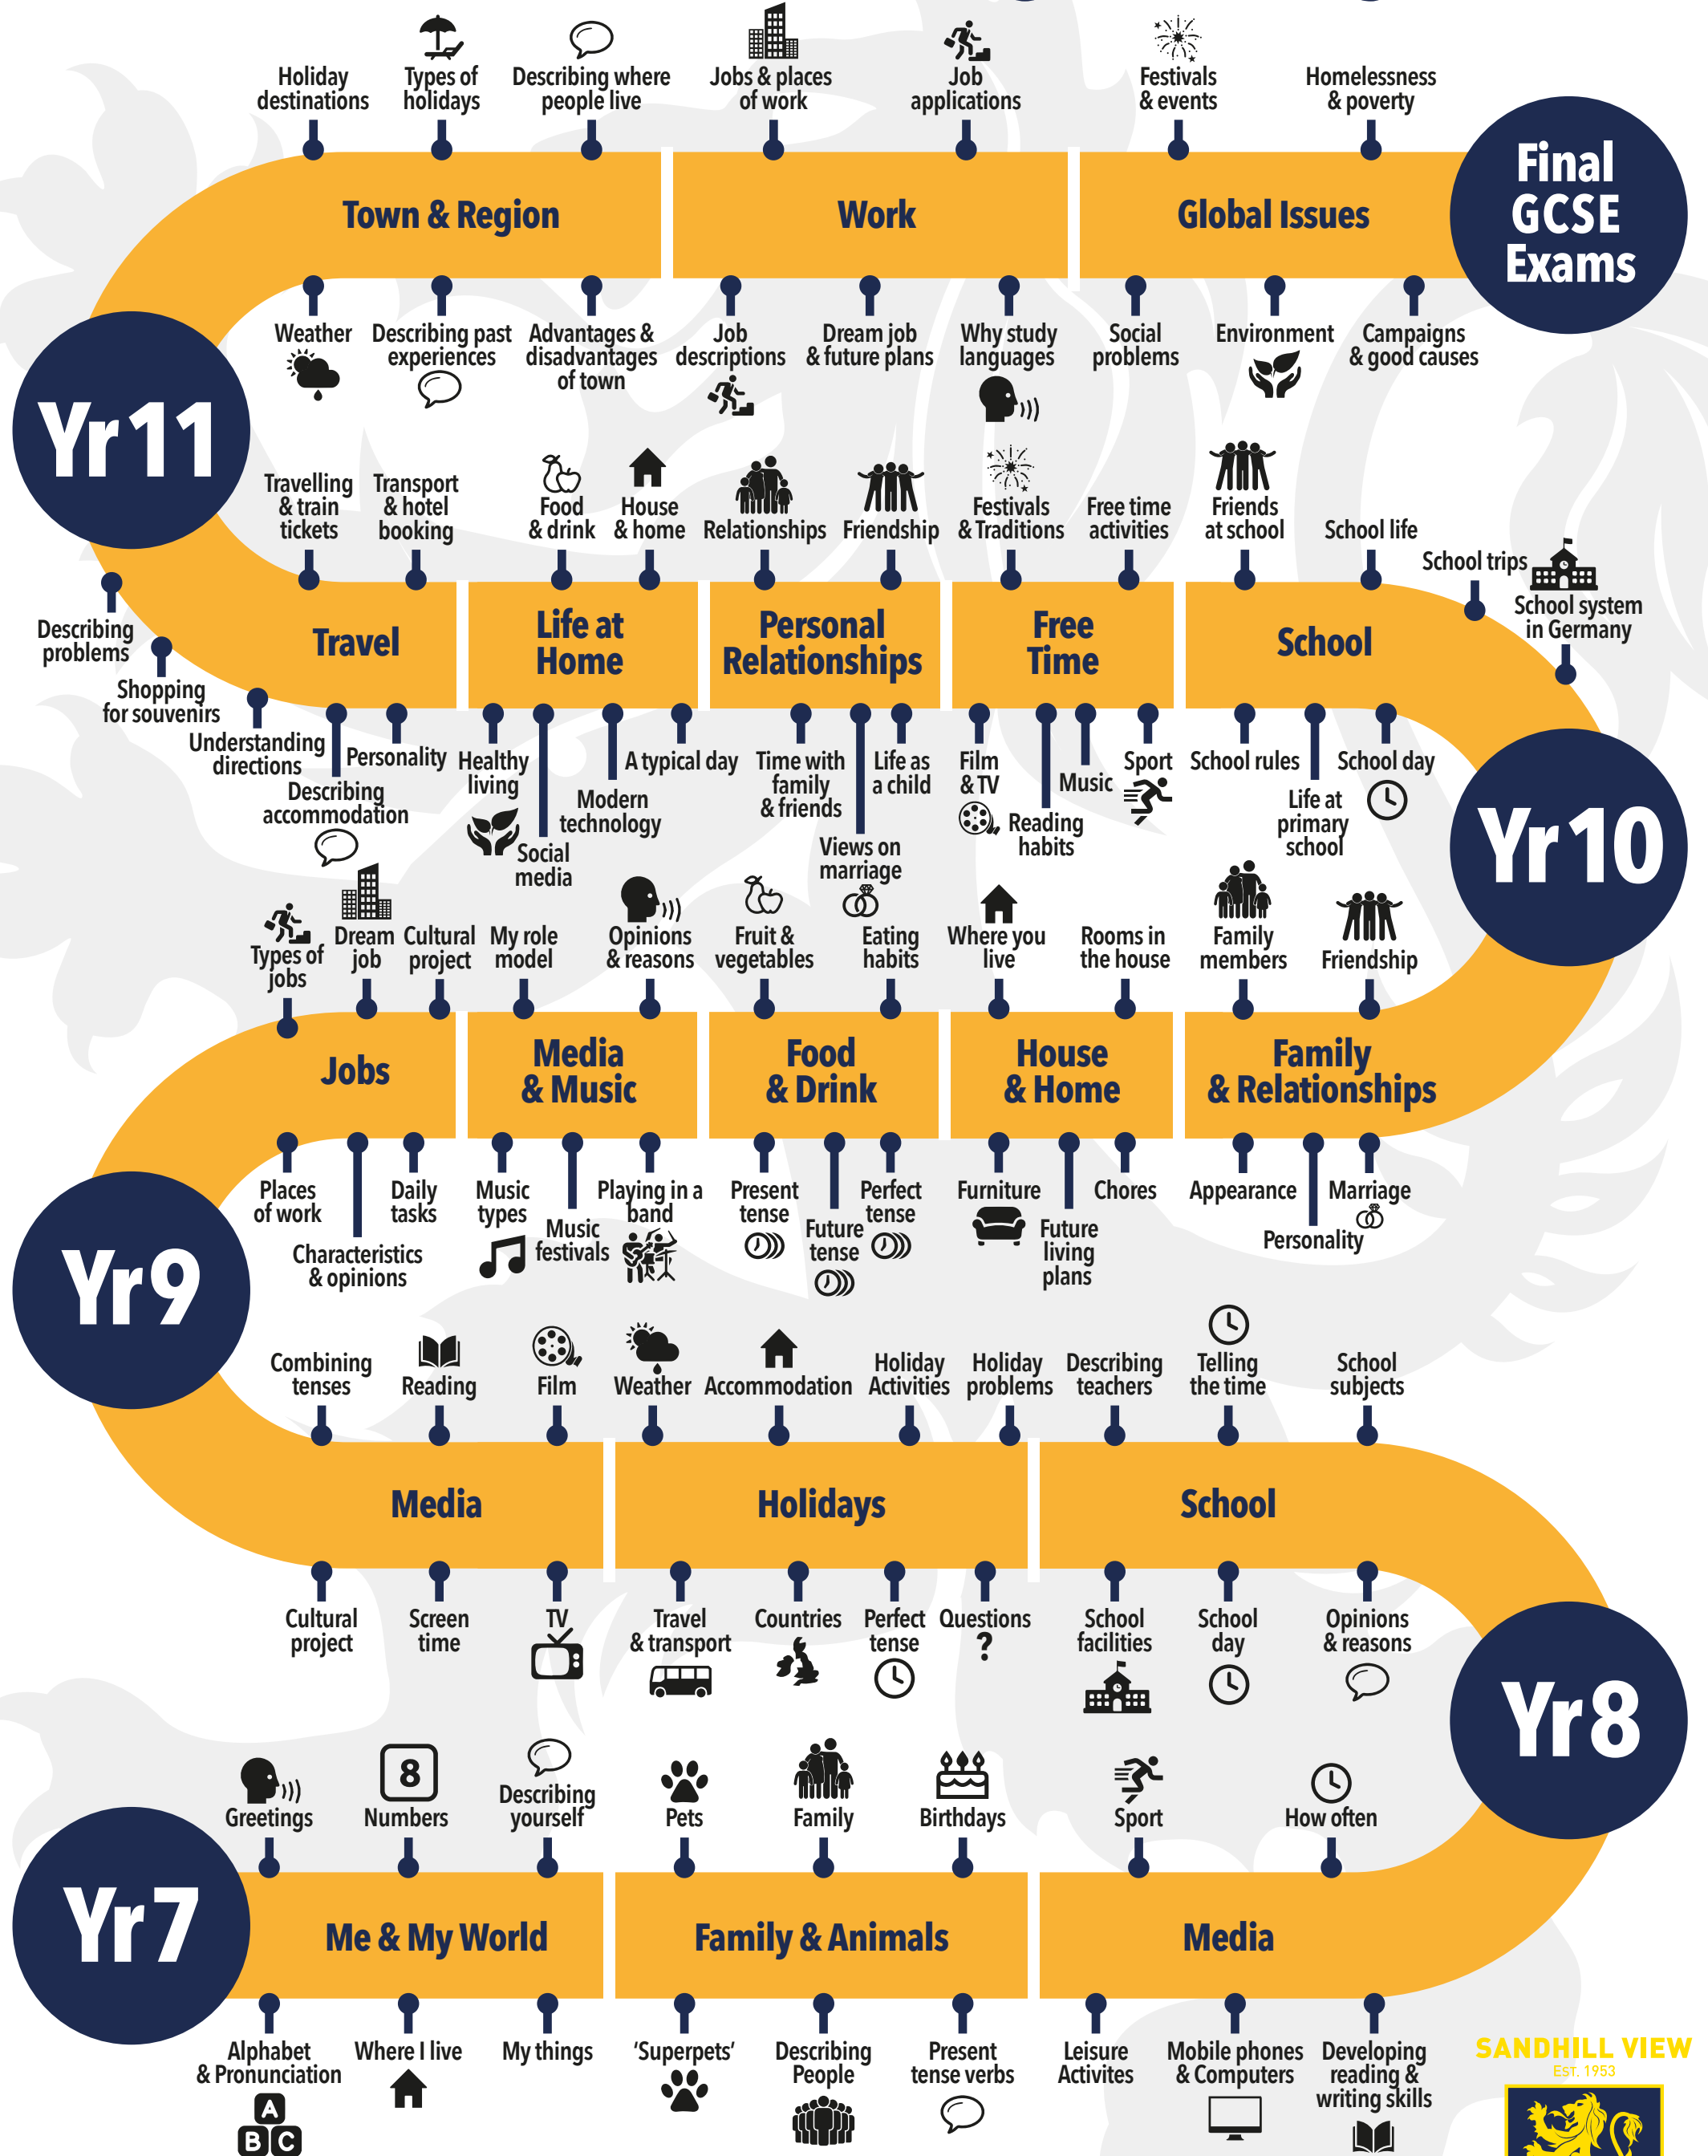 Holiday
destinations
Types of
holidays
Describing where
people live
Jobs & places
of work
Job
applications
Festivals
& events
Homelessness
& poverty
Town & Region
Work
Global Issues
Final
GCSE
Exams
Weather
Describing past
experiences
Advantages &
disadvantages
of town
Job
descriptions
Dream job
& future plans
Why study
languages
Social
problems
Environment
Campaigns
& good causes
Yr 11
Travelling
& train
tickets
Transport
& hotel
booking
Food
& drink
House
& home
Relationships
Friendship
Festivals
& Traditions
Free time
activities
Friends
at school
School life
School trips
School system
in Germany
Describing
problems
Shopping
for souvenirs
Understanding
directions
Travel
Life at
Home
Personal
Relationships
Free
Time
School
Describing
accommodation
Personality
Healthy
living
Social
media
Modern
technology
A typical day
Time with
family
& friends
Views on
marriage
Life as
a child
Film
& TV
Reading
habits
Music
Sport
School rules
Life at
primary
school
School day
Yr 10
Types of
jobs
Dream
job
Cultural
project
My role
model
Opinions
& reasons
Fruit &
vegetables
Eating
habits
Where you
live
Rooms in
the house
Family
members
Friendship
Jobs
Media
& Music
Food
& Drink
House
& Home
Family
& Relationships
Places
of work
Characteristics
& opinions
Daily
tasks
Music
types
Music
festivals
Playing in a
band
Present
tense
Future
tense
Perfect
tense
Furniture
Future
living
plans
Chores
Appearance
Personality
Marriage
Yr 9
Combining
tenses
Reading
Film
Weather
Accommodation
Holiday
Activities
Holiday
problems
Describing
teachers
Telling
the time
School
subjects
Media
Holidays
School
Cultural
project
Screen
time
TV
Travel
& transport
Countries
Perfect
tense
Questions
?
School
facilities
School
day
Opinions
& reasons
Yr 8
Greetings
8
Numbers
Describing
yourself
Pets
Family
Birthdays
Sport
How often
Yr 7
Me & My World
Family & Animals
Media
Alphabet
& Pronunciation
A
B C
Where I live
My things
'Superpets'
Describing
People
Present
tense verbs
Leisure
Activites
Mobile phones
& Computers
Developing
reading &
writing skills
SANDHILL VIEW
EST. 1953